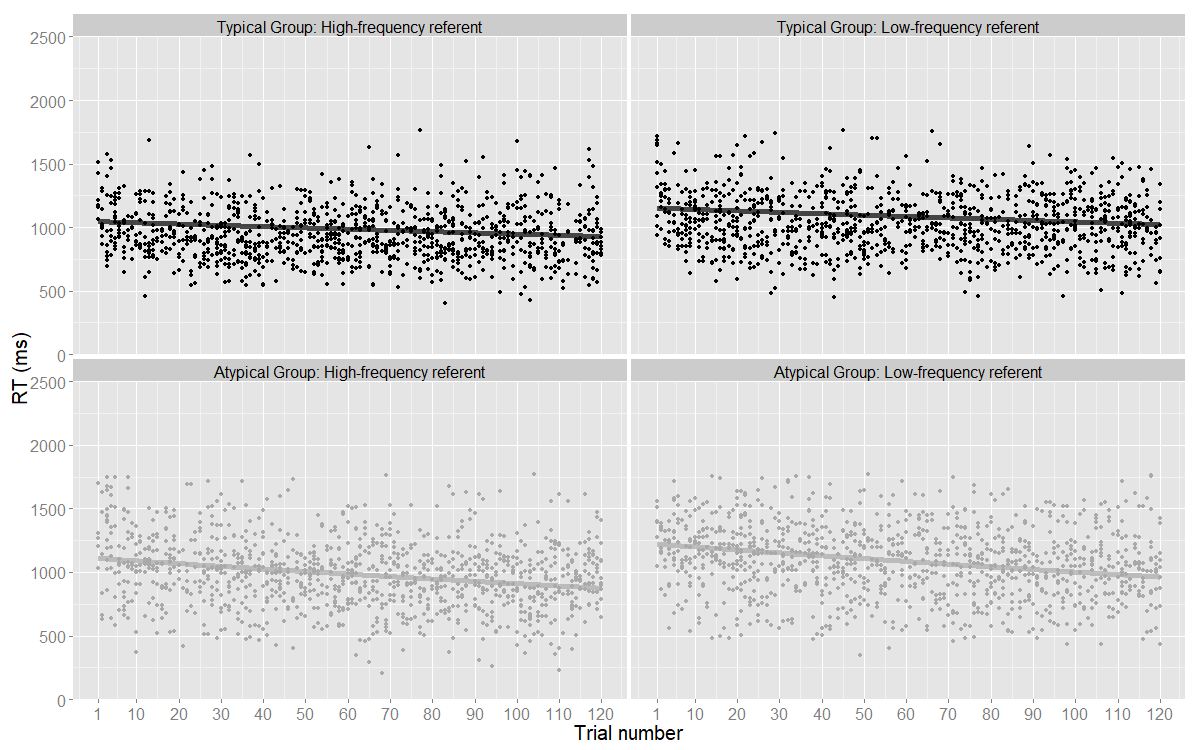 Typical Group: High-frequency referent
Typical Group: Low-frequency referent
2500
2000
1500
1000
500
0
RT (ms)
Atypical Group: High-frequency referent
Atypical Group: Low-frequency referent
2500
2000
1500
1000
500
0
1 10 20 30 40 50 60 70 80 90 100 110 120
1 10 20 30 40 50 60 70 80 90 100 110 120
Trial number